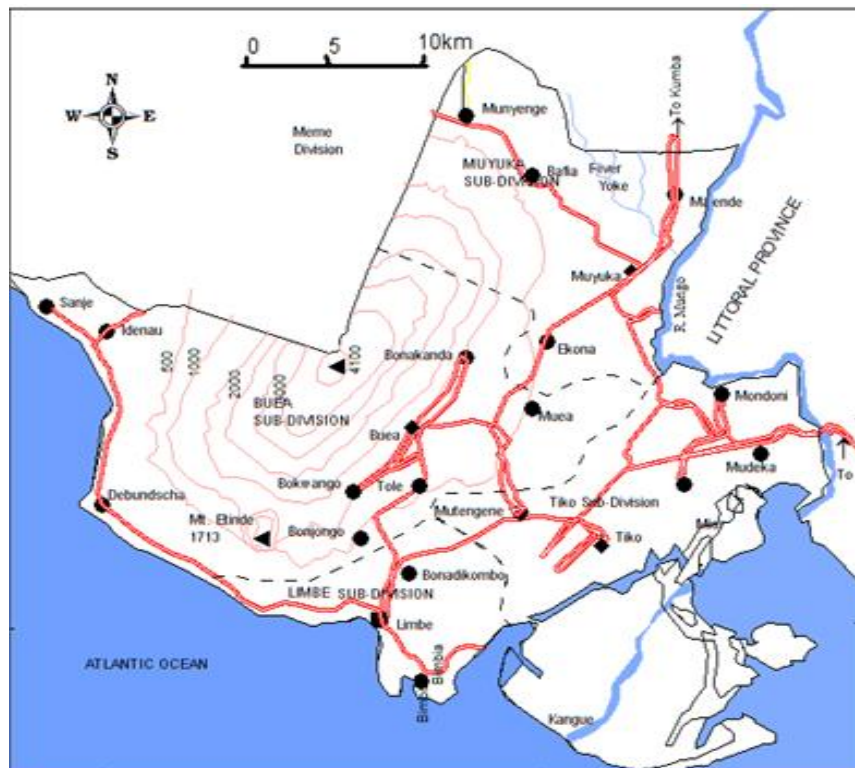 0 5 10km
N
W E
S
To Kumba
Munyenge
Meme
Division
MUYUKA
SUB-DIVISION
Bafia
River
Yoke
Malende
LITTORAL PROVINCE
Muyuka
R. Mungo
Sanje
Idenau
500
1000
2000
4100
Bonakanda
Ekona
BUEA
SUB-DIVISION
Muea
Mondoni
Buea
Bokwango
Tole
Mudeka
To
Debundscha
Mt. Etinde
1713
Bonjongo
Mutengene
Tiko Sub-Division
Tiko
Bonadikombo
LIMBE SUB-DIVISION
Limbe
ATLANTIC OCEAN
Bimbia
Kangue